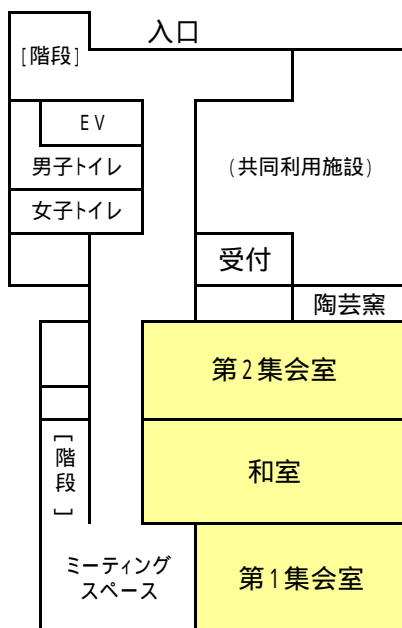 入口
[階段]
EV
男子トイレ
(共同利用施設)
女子トイレ
受付
陶芸窯
第2集会室
[階段]
和室
ミーティング
スペース
第1集会室